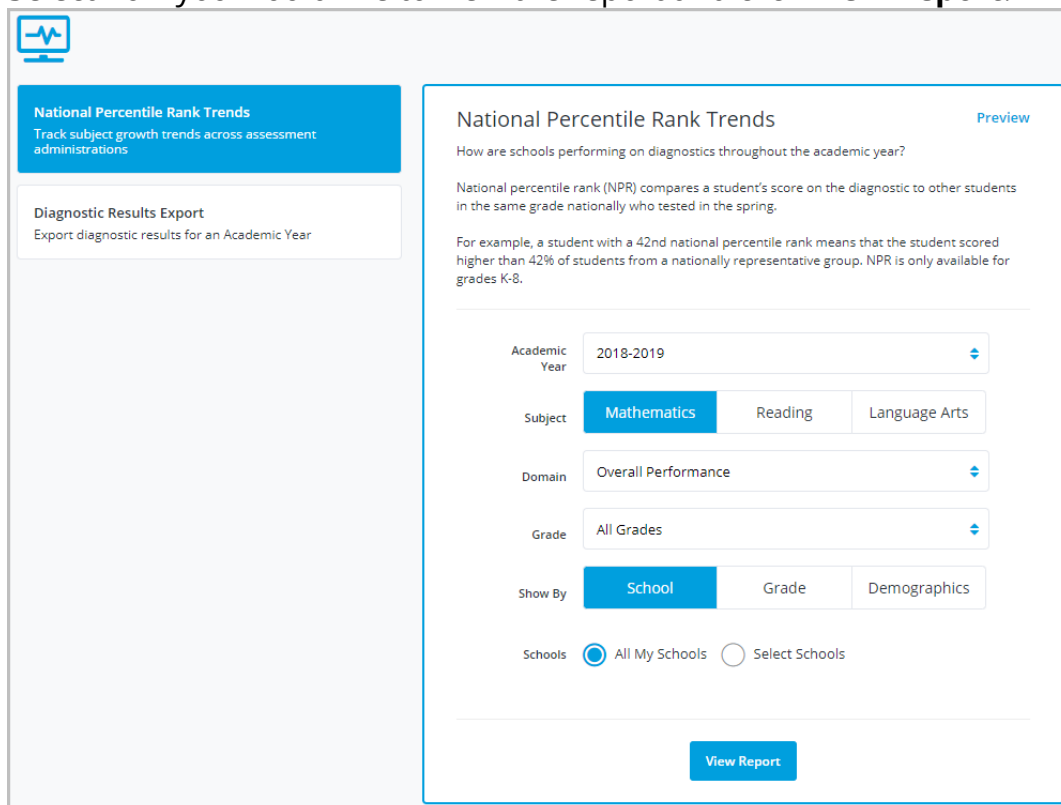 National Percentile Rank Trends
Track subject growth trends across assessment
administrations
Diagnostic Results Export
Export diagnostic results for an Academic Year
National Percentile Rank Trends
Preview
How are schools performing on diagnostics throughout the academic year?
National percentile rank (NPR) compares a student's score on the diagnostic to other students
in the same grade nationally who tested in the spring.
For example, a student with a 42nd national percentile rank means that the student scored
higher than 42% of students from a nationally representative group. NPR is only available for
grades K-8.
Academic
Year
2018-2019
Subject
Mathematics Reading Language Arts
Domain
Overall Performance
Grade
All Grades
Show By
School Grade Demographics
Schools
All My Schools Select Schools
View Report